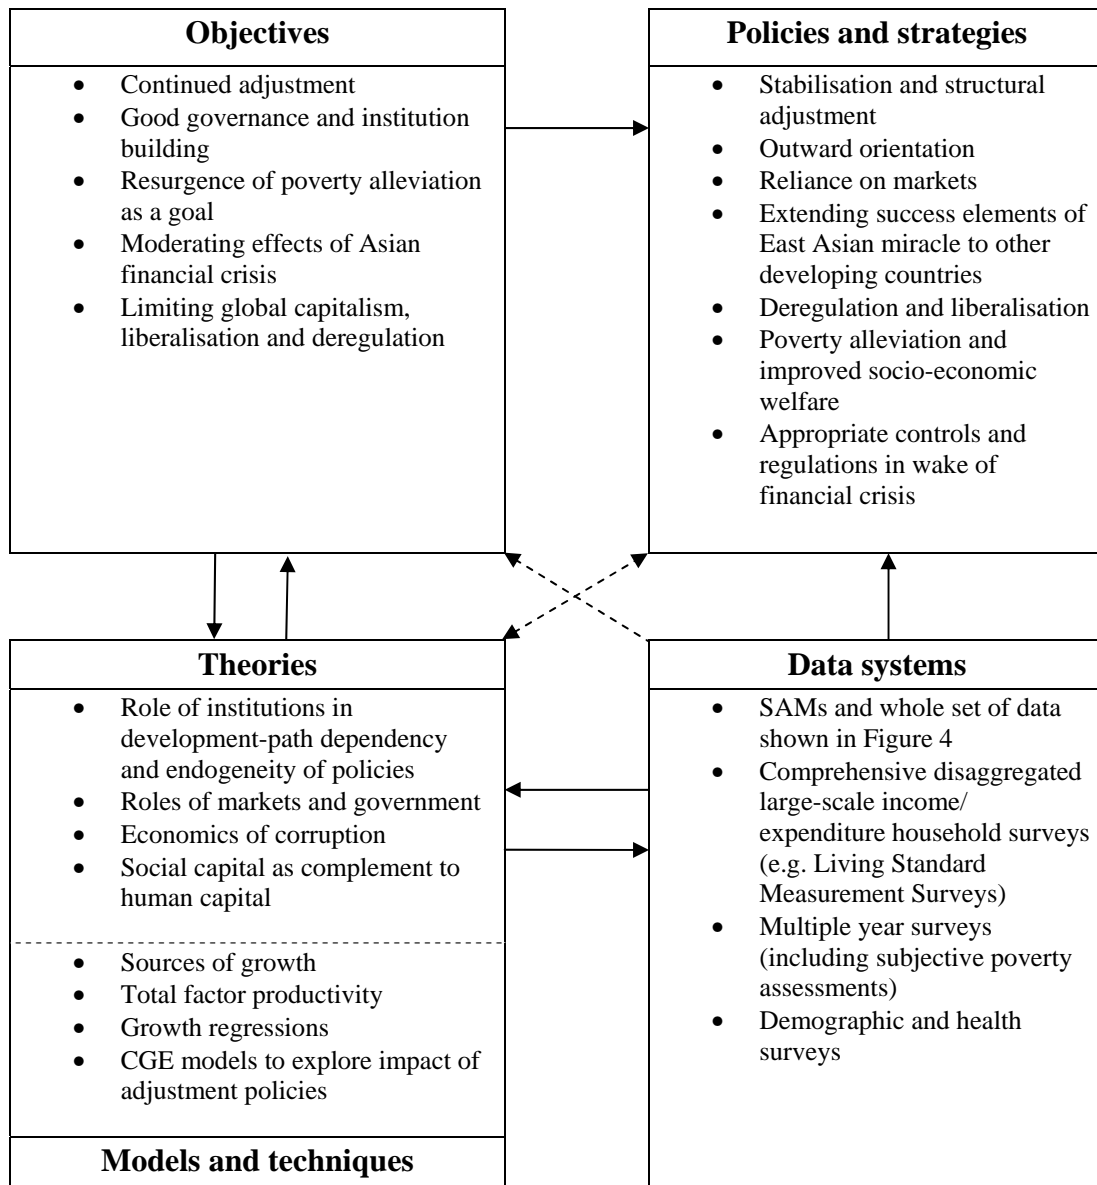 Objectives
• Continued adjustment
• Good governance and institution
building
• Resurgence of poverty alleviation
as a goal
• Moderating effects of Asian
financial crisis
• Limiting global capitalism,
liberalisation and deregulation
Policies and strategies
• Stabilisation and structural
adjustment
• Outward orientation
• Reliance on markets
• Extending success elements of
East Asian miracle to other
developing countries
• Deregulation and liberalisation
• Poverty alleviation and
improved socio-economic
welfare
• Appropriate controls and
regulations in wake of
financial crisis
Theories
• Role of institutions in
development-path dependency
and endogeneity of policies
• Roles of markets and government
• Economics of corruption
• Social capital as complement to
human capital
• Sources of growth
• Total factor productivity
• Growth regressions
• CGE models to explore impact of
adjustment policies
Models and techniques
Data systems
• SAMs and whole set of data
shown in Figure 4
• Comprehensive disaggregated
large-scale income/
expenditure household surveys
(e.g. Living Standard
Measurement Surveys)
• Multiple year surveys
(including subjective poverty
assessments)
• Demographic and health
surveys